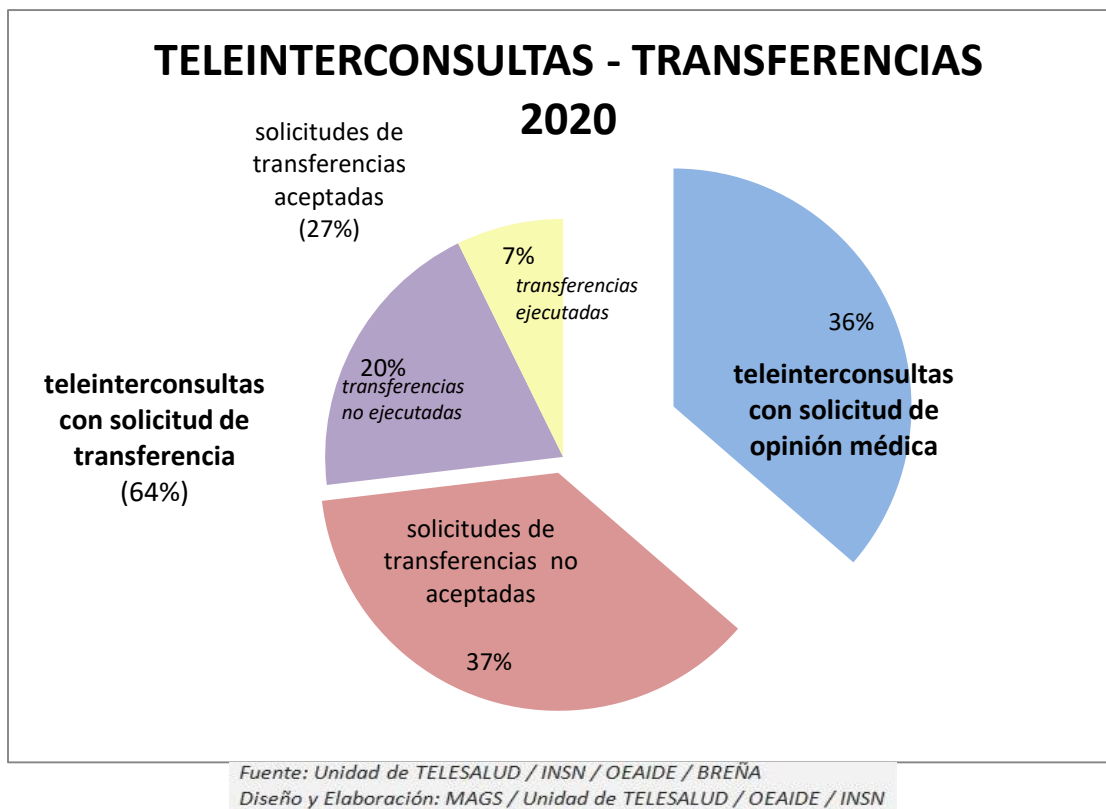 TELEINTERCONSULTAS - TRANSFERENCIAS
2020
solicitudes de
transferencias
aceptadas
(27%)
7%
transferencias
ejecutadas
36%
teleinterconsultas
con solicitud de
opinión médica
20%
transferencias
no ejecutadas
teleinterconsultas
con solicitud de
transferencia
(64%)
solicitudes de
transferencias no
aceptadas
37%
Fuente: Unidad de TELESALUD / INSN / OEAIDE / BREÑA
Diseño y Elaboración: MAGS / Unidad de TELESALUD / OEAIDE / INSN